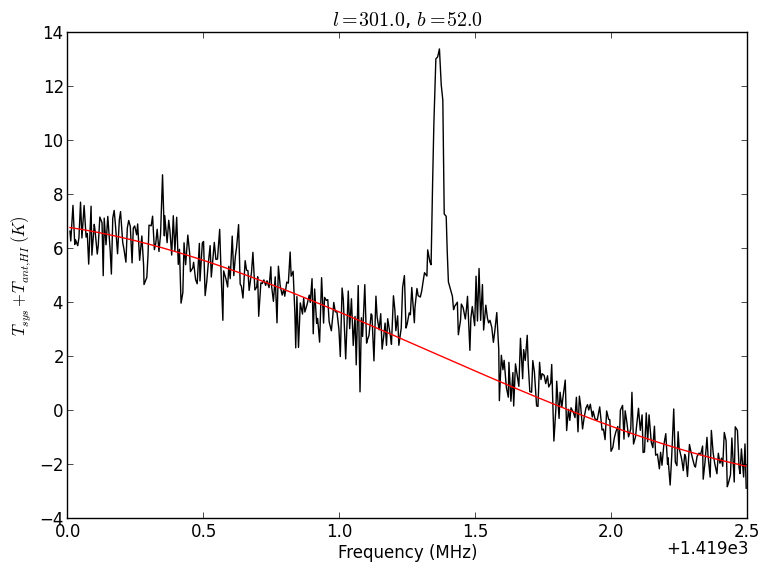 l = 301.0, b = 52.0
T_sys + T_ant,HI (K)
14
12
10
8
6
4
2
0
−2
−4
0.0 0.5 1.0 1.5 2.0 2.5
Frequency (MHz)
+1.419e3